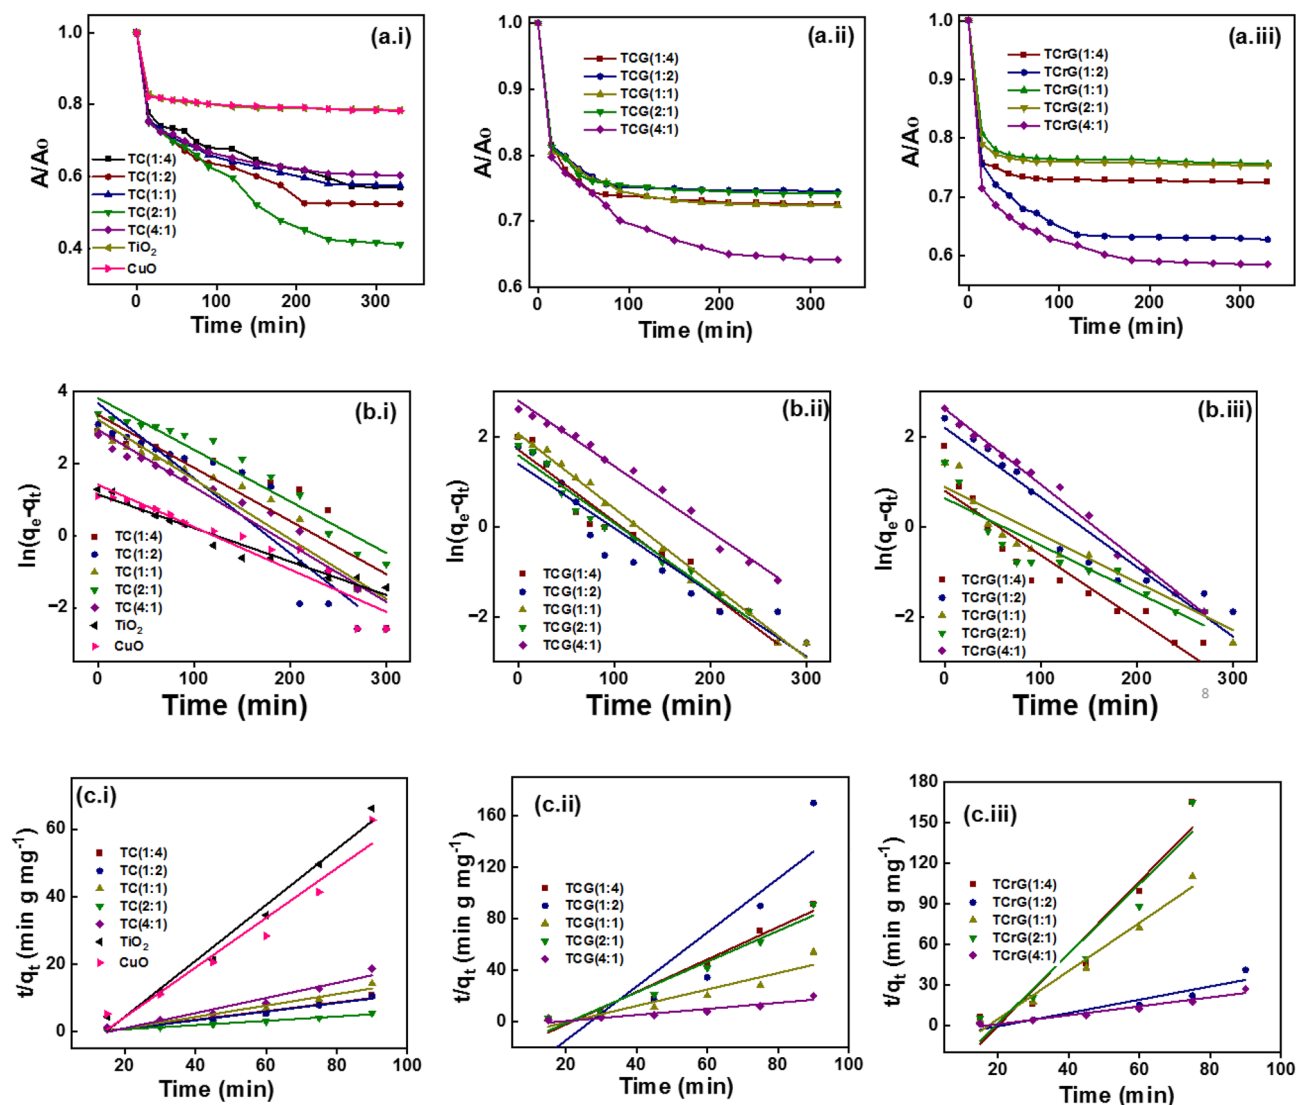 (a.i)
A/A₀
1.0
0.8
0.6
0.4
TC(1:4)
TC(1:2)
TC(1:1)
TC(2:1)
TC(4:1)
TiO₂
CuO
0 100 200 300
Time (min)
(a.ii)
A/A₀
1.0
0.9
0.8
0.7
0.6
TCG(1:4)
TCG(1:2)
TCG(1:1)
TCG(2:1)
TCG(4:1)
0 100 200 300
Time (min)
(a.iii)
A/A₀
1.0
0.9
0.8
0.7
0.6
TCrG(1:4)
TCrG(1:2)
TCrG(1:1)
TCrG(2:1)
TCrG(4:1)
0 100 200 300
Time (min)
(b.i)
ln(qₑ-qₜ)
4
2
0
−2
TC(1:4)
TC(1:2)
TC(1:1)
TC(2:1)
TC(4:1)
TiO₂
CuO
0 100 200 300
Time (min)
(b.ii)
ln(qₑ-qₜ)
2
0
−2
TCG(1:4)
TCG(1:2)
TCG(1:1)
TCG(2:1)
TCG(4:1)
0 100 200 300
Time (min)
(b.iii)
ln(qₑ-qₜ)
2
0
−2
TCrG(1:4)
TCrG(1:2)
TCrG(1:1)
TCrG(2:1)
TCrG(4:1)
0 100 200 300
Time (min)
8
(c.i)
t/qₜ (min g mg⁻¹)
60
40
20
0
TC(1:4)
TC(1:2)
TC(1:1)
TC(2:1)
TC(4:1)
TiO₂
CuO
20 40 60 80 100
Time (min)
(c.ii)
t/qₜ (min g mg⁻¹)
160
120
80
40
0
TCG(1:4)
TCG(1:2)
TCG(1:1)
TCG(2:1)
TCG(4:1)
20 40 60 80 100
Time (min)
(c.iii)
t/qₜ (min g mg⁻¹)
180
150
120
90
60
30
0
TCrG(1:4)
TCrG(1:2)
TCrG(1:1)
TCrG(2:1)
TCrG(4:1)
20 40 60 80 100
Time (min)